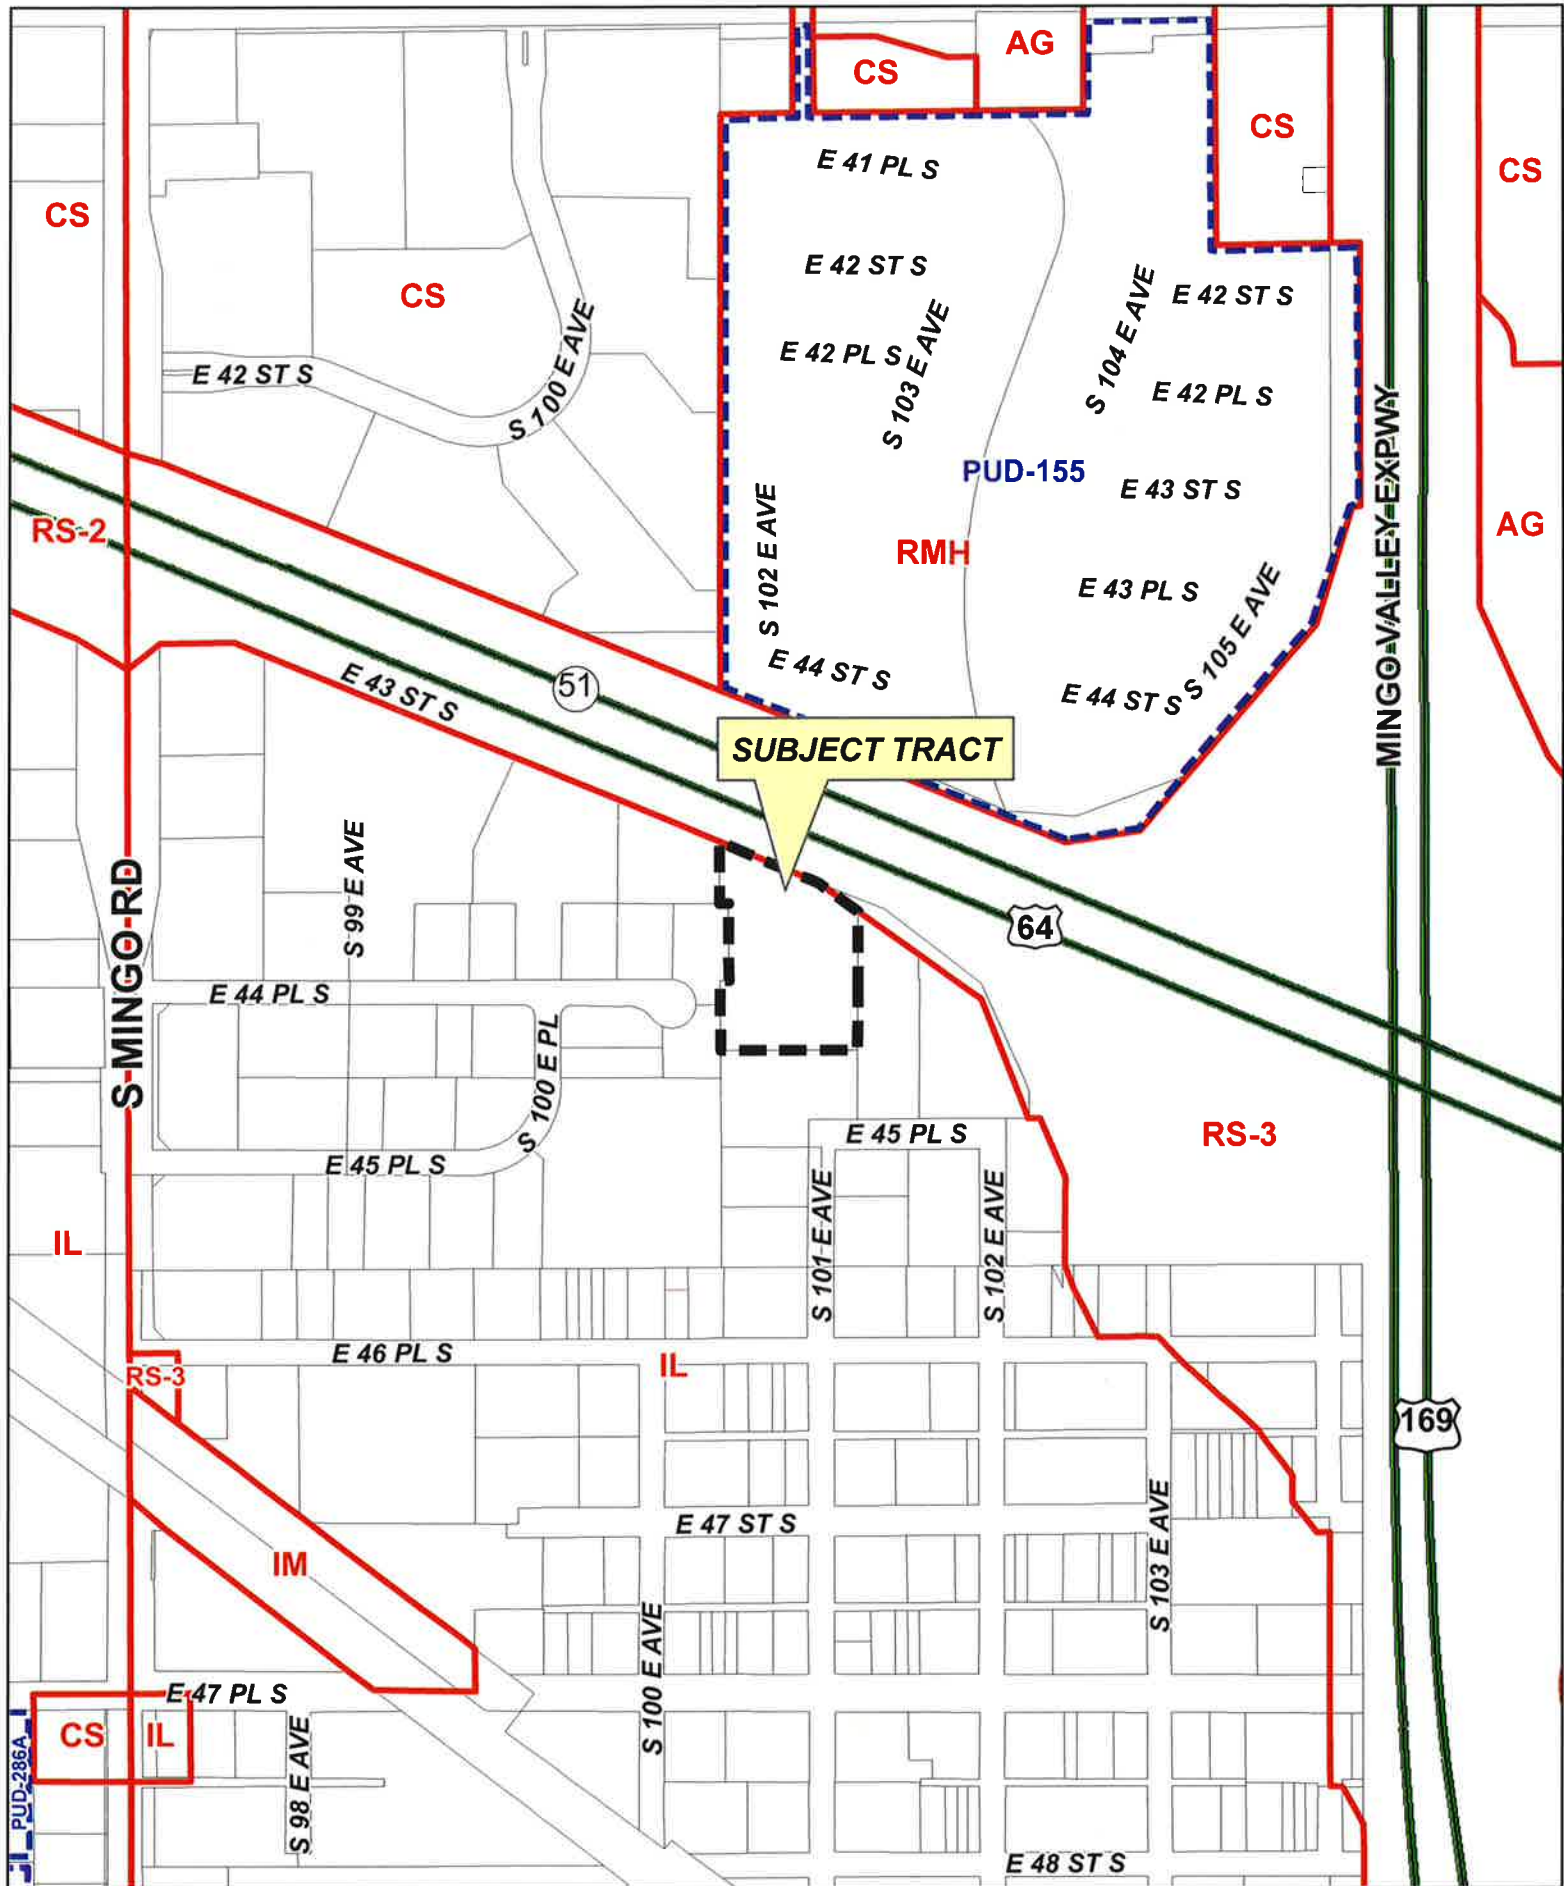 AG
CS
CS
CS
E 41 PL S
CS
E 42 ST S
E 42 ST S
CS
S 100 E AVE
S 103 E AVE
S 104 E AVE
E 42 PL S
E 42 ST S
E 42 PL S
MINGO VALLEY EXPWY
PUD-155
E 43 ST S
RS-2
AG
RMH
S 102 E AVE
E 43 PL S
S 105 E AVE
E 44 ST S
E 44 ST S
E 43 ST S
51
SUBJECT TRACT
S 99 E AVE
64
S MINGO RD
E 44 PL S
S 100 E PL
E 45 PL S
RS-3
E 45 PL S
S 101 E AVE
S 102 E AVE
IL
E 46 PL S
IL
RS-3
169
E 47 ST S
S 103 E AVE
IM
S 100 E AVE
E 47 PL S
CS
IL
PUD-286A
S 98 E AVE
E 48 ST S